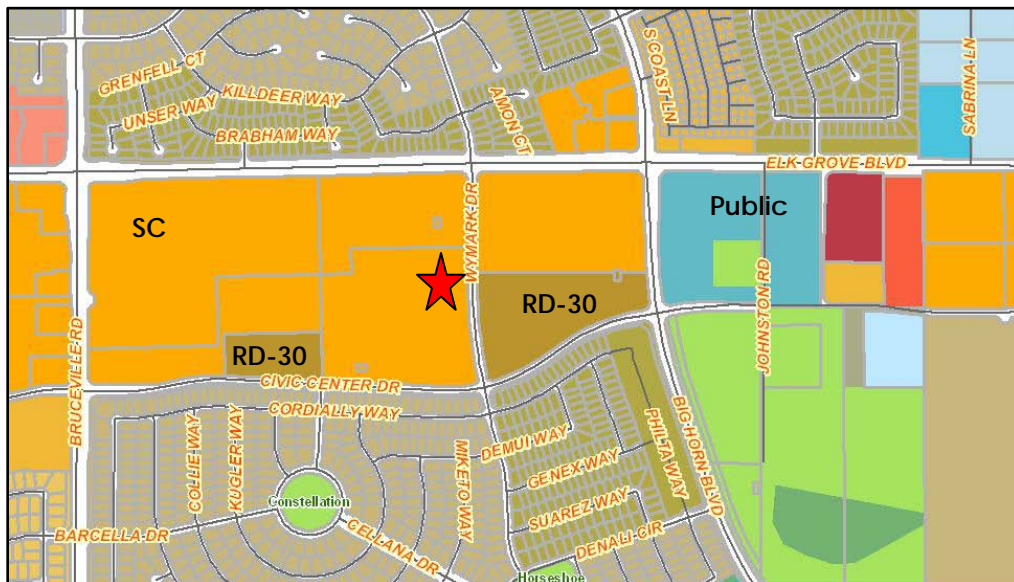 GRENFELL CT
UNSER WAY
KILLDEER WAY
BRABHAM WAY
AMON CT
S COAST LN
SABRINA LN
ELK GROVE BLVD
SC
WYMARK DR
Public
JOHNSTON RD
RD-30
RD-30
BRUCEVILLE RD
CIVIC CENTER DR
CORDIALLY WAY
COLLIE WAY
KUGLER WAY
MIKETO WAY
DEMUI WAY
PHILTA WAY
BIG HORN BLVD
GENEX WAY
Constellation
SUAREZ WAY
BARCELLA DR
CELLANA DR
DENALI CIR
Horseshoe